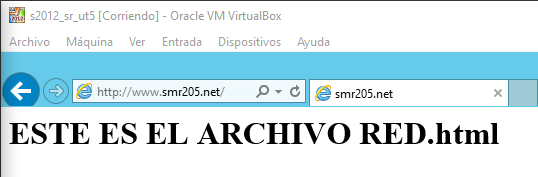 s2012_sr_ut5 [Corriendo] - Oracle VM VirtualBox
Archivo Máquina Ver Entrada Dispositivos Ayuda
http://www.smr205.net/ smr205.net
ESTE ES EL ARCHIVO RED.html